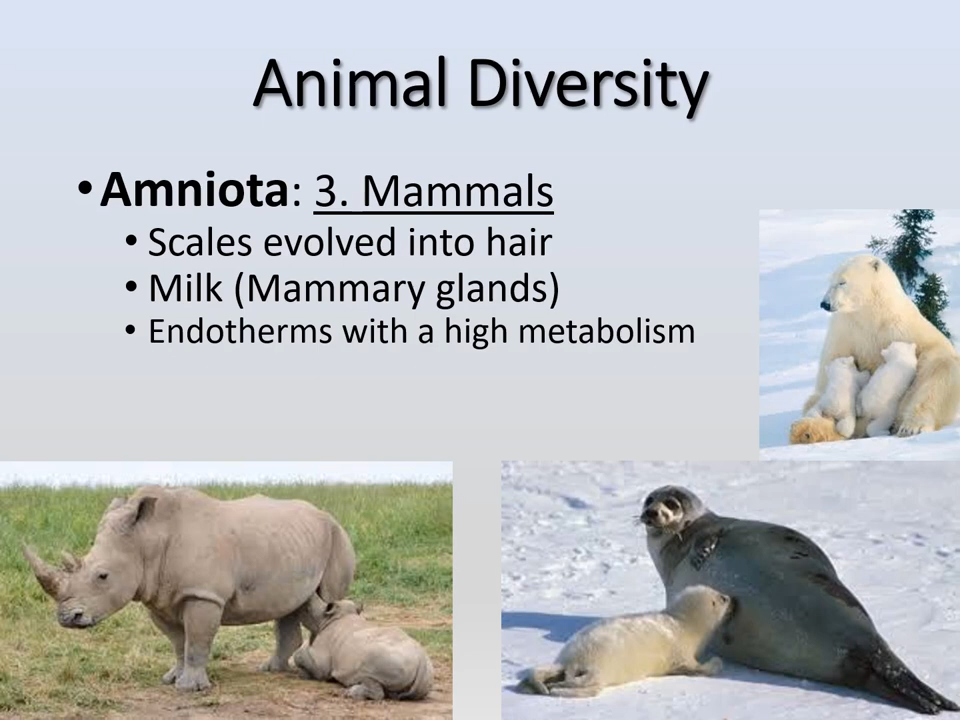 Animal Diversity
• Amniota: 3. Mammals
• Scales evolved into hair
• Milk (Mammary glands)
• Endotherms with a high metabolism